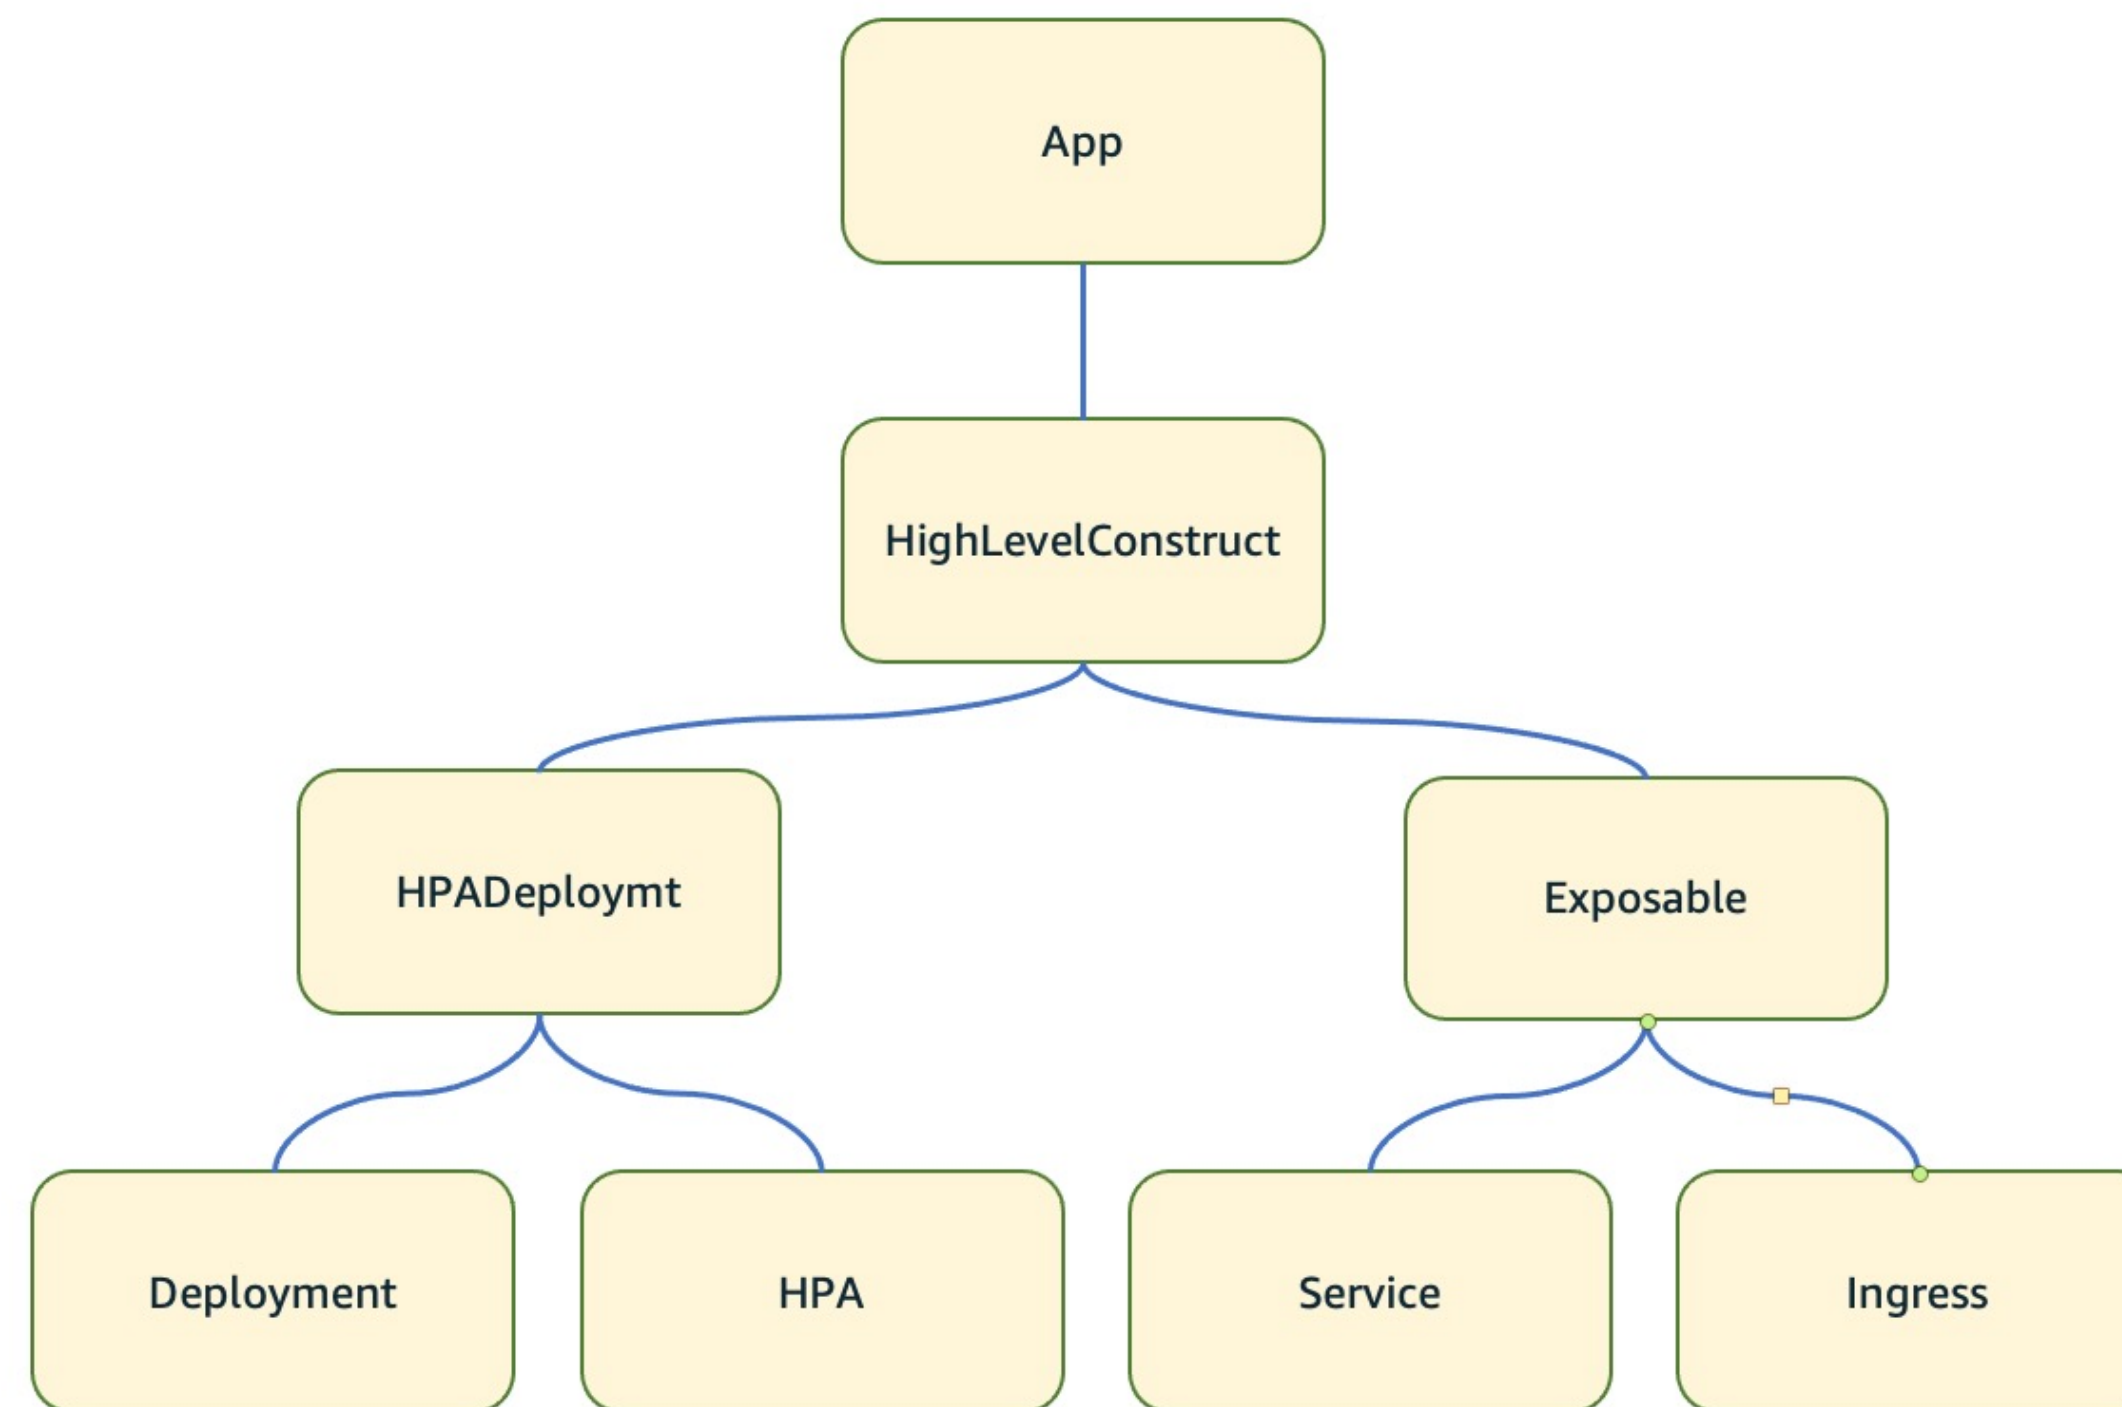 App
HighLevelConstruct
HPADeploymt
Exposable
Deployment
HPA
Service
Ingress